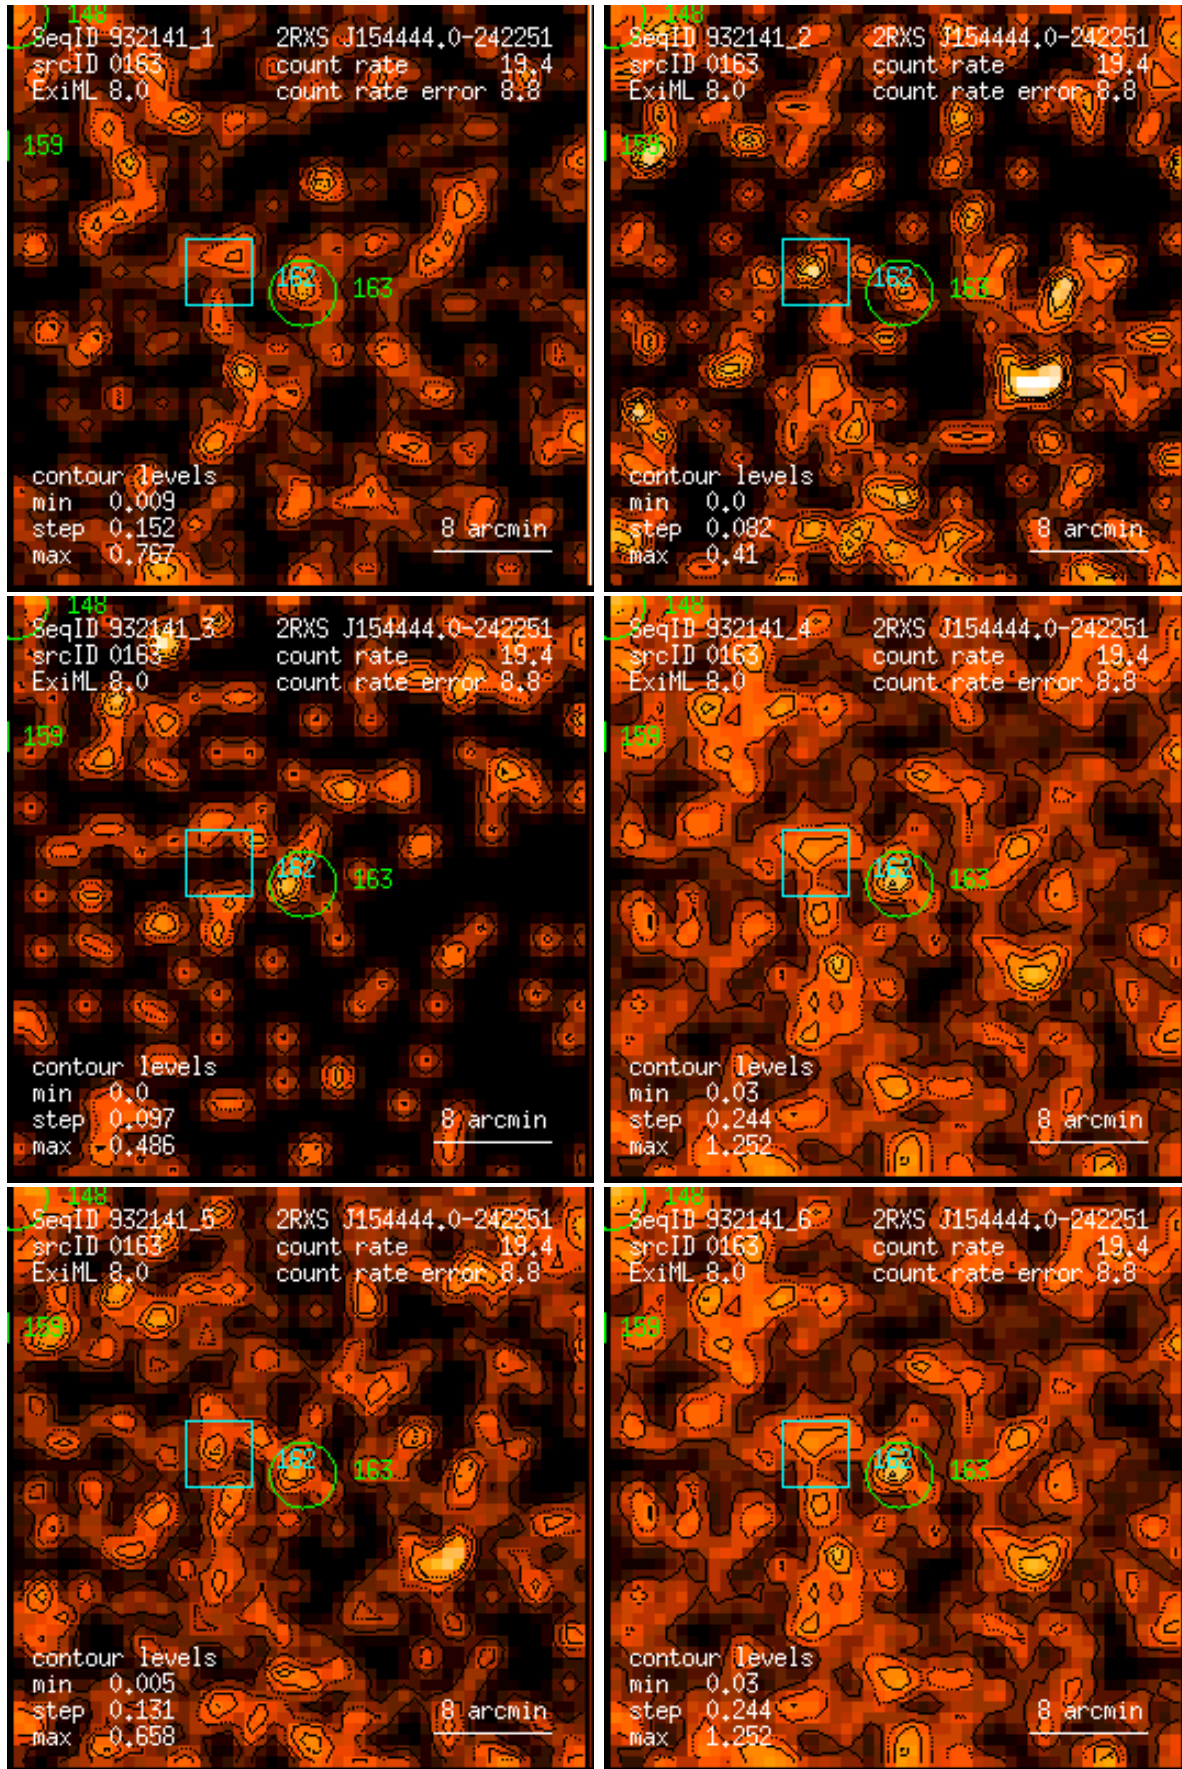 148
SeqID 932141_1 2RXS J154444.0-242251
srcID 0163 count rate 19.4
ExiML 8.0 count rate error 8.8
159
162 163
contour levels
min 0.009
step 0.152 8 arcmin
max 0.767
148
SeqID 932141_2 2RXS J154444.0-242251
srcID 0163 count rate 19.4
ExiML 8.0 count rate error 8.8
159
162 163
contour levels
min 0.0
step 0.082 8 arcmin
max 0.41
148
SeqID 932141_3 2RXS J154444.0-242251
srcID 0163 count rate 19.4
ExiML 8.0 count rate error 8.8
159
162 163
contour levels
min 0.0
step 0.097 8 arcmin
max 0.486
148
SeqID 932141_4 2RXS J154444.0-242251
srcID 0163 count rate 19.4
ExiML 8.0 count rate error 8.8
159
162 163
contour levels
min 0.03
step 0.244 8 arcmin
max 1.252
148
SeqID 932141_5 2RXS J154444.0-242251
srcID 0163 count rate 19.4
ExiML 8.0 count rate error 8.8
159
162 163
contour levels
min 0.005
step 0.131 8 arcmin
max 0.658
148
SeqID 932141_6 2RXS J154444.0-242251
srcID 0163 count rate 19.4
ExiML 8.0 count rate error 8.8
159
162 163
contour levels
min 0.03
step 0.244 8 arcmin
max 1.252